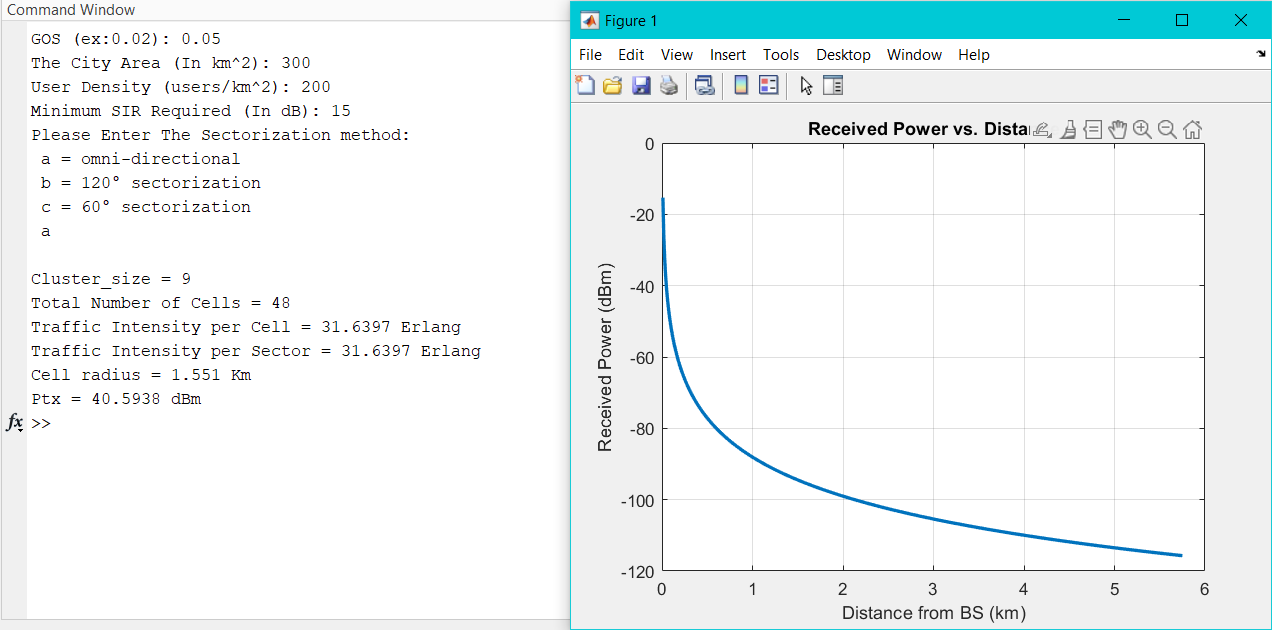 Command Window
GOS (ex:0.02): 0.05
The City Area (In km^2): 300
User Density (users/km^2): 200
Minimum SIR Required (In dB): 15
Please Enter The Sectorization method:
a = omni-directional
b = 120° sectorization
c = 60° sectorization
a
Cluster_size = 9
Total Number of Cells = 48
Traffic Intensity per Cell = 31.6397 Erlang
Traffic Intensity per Sector = 31.6397 Erlang
Cell radius = 1.551 Km
Ptx = 40.5938 dBm
fx >>
Figure 1
File Edit View Insert Tools Desktop Window Help
Received Power vs. Dista
0
-20
-40
-60
-80
-100
-120
Received Power (dBm)
0 1 2 3 4 5 6
Distance from BS (km)